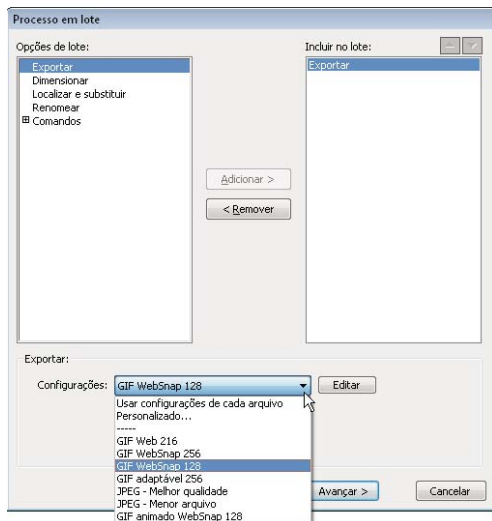 Processo em lote
Opções de lote:
Exportar
Dimensionar
Localizar e substituir
Renomear
Comandos
Incluir no lote:
Exportar
Adicionar >
< Remover
Exportar:
Configurações:
GIF WebSnap 128
Editar
Usar configurações de cada arquivo
Personalizado...
-----
GIF Web 216
GIF WebSnap 256
GIF WebSnap 128
GIF adaptável 256
JPEG - Melhor qualidade
JPEG - Menor arquivo
GIF animado WebSnap 128
Avançar >
Cancelar